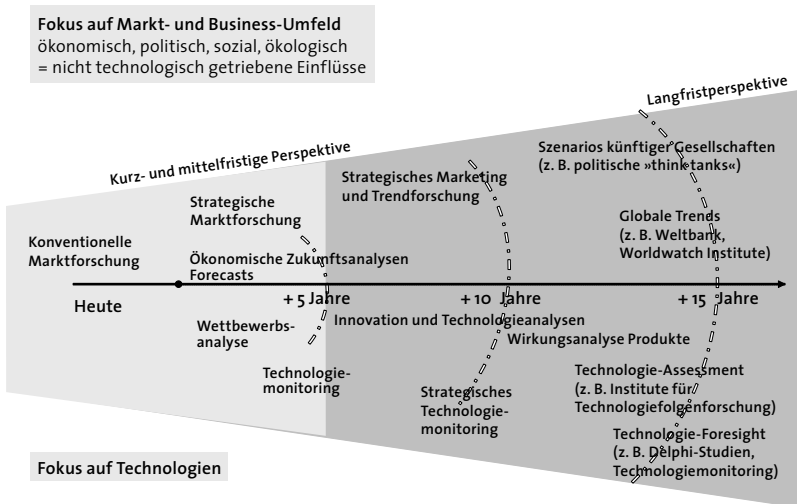 Fokus auf Markt- und Business-Umfeld
ökonomisch, politisch, sozial, ökologisch
= nicht technologisch getriebene Einflüsse
Langfristperspektive
Kurz- und mittelfristige Perspektive
Szenarios künftiger Gesellschaften
(z. B. politische »think tanks«)
Strategisches Marketing
und Trendforschung
Strategische
Marktforschung
Globale Trends
(z. B. Weltbank,
Worldwatch Institute)
Konventionelle
Marktforschung
Ökonomische Zukunftsanalysen
Forecasts
Heute
+ 5 Jahre
+ 10 Jahre
+ 15 Jahre
Wettbewerbs-
analyse
Innovation und Technologieanalysen
Wirkungsanalyse Produkte
Technologie-
monitoring
Strategisches
Technologie-
monitoring
Technologie-Assessment
(z. B. Institute für
Technologiefolgenforschung)
Technologie-Foresight
(z. B. Delphi-Studien,
Technologiemonitoring)
Fokus auf Technologien